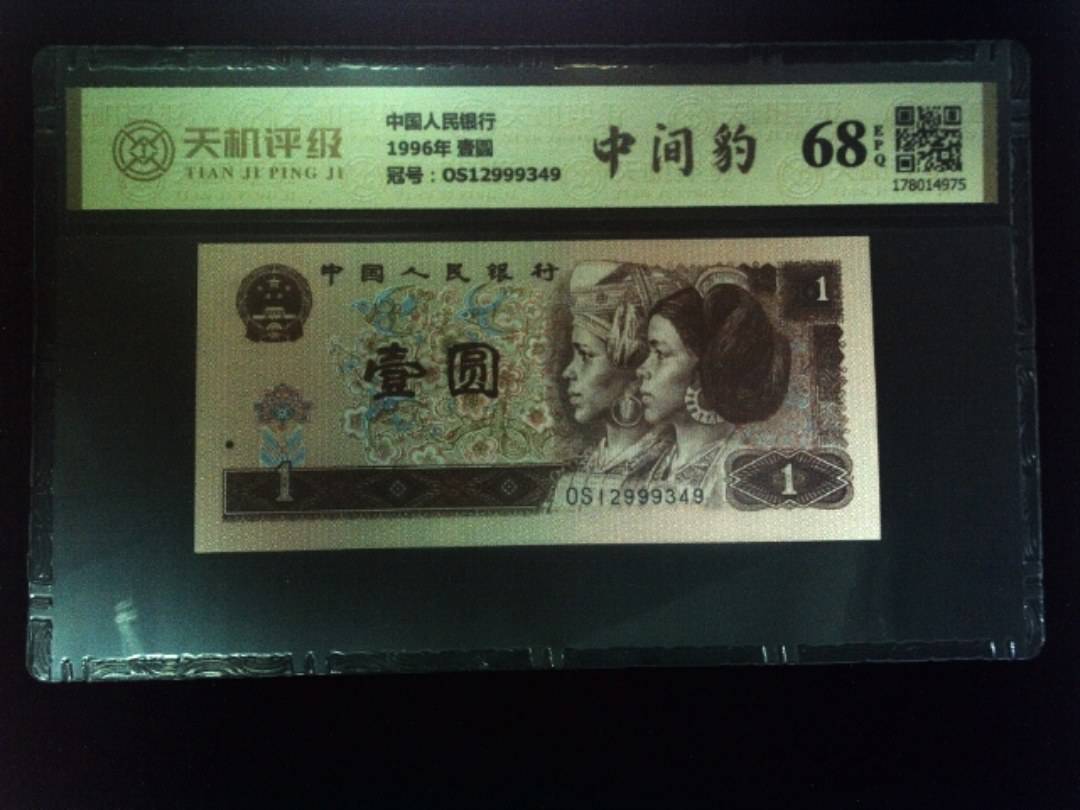 天机评级
TIAN JI PING JI
中国人民银行
1996年 壹圆
冠号：OS12999349
中间豹
68
EPQ
178014975
中国人民银行
1
壹圆
1
OS12999349
1